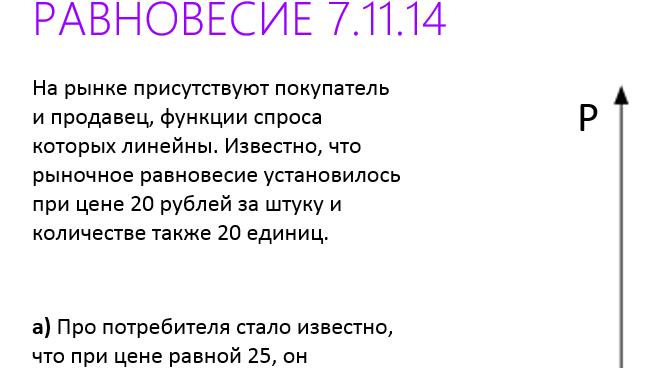 РАВНОВЕСИЕ 7.11.14
На рынке присутствуют покупатель
и продавец, функции спроса
которых линейны. Известно, что
рыночное равновесие установилось
при цене 20 рублей за штуку и
количестве также 20 единиц.
P
а) Про потребителя стало известно,
что при цене равной 25, он